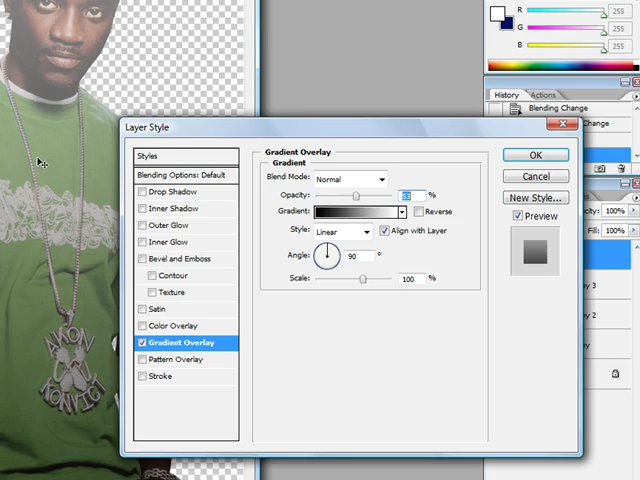 R 255
G 255
B 255
History Actions
Blending Change
Change
Layer Style
Styles
Blending Options: Default
Drop Shadow
Inner Shadow
Outer Glow
Inner Glow
Bevel and Emboss
Contour
Texture
Satin
Color Overlay
Gradient Overlay
Pattern Overlay
Stroke
Gradient Overlay
Gradient
Blend Mode: Normal
Opacity: 53 %
Gradient: Reverse
Style: Linear Align with Layer
Angle: 90 °
Scale: 100 %
OK
Cancel
New Style...
Preview
100%
Fill: 100%
y 3
y 2
AKON
KONVICT